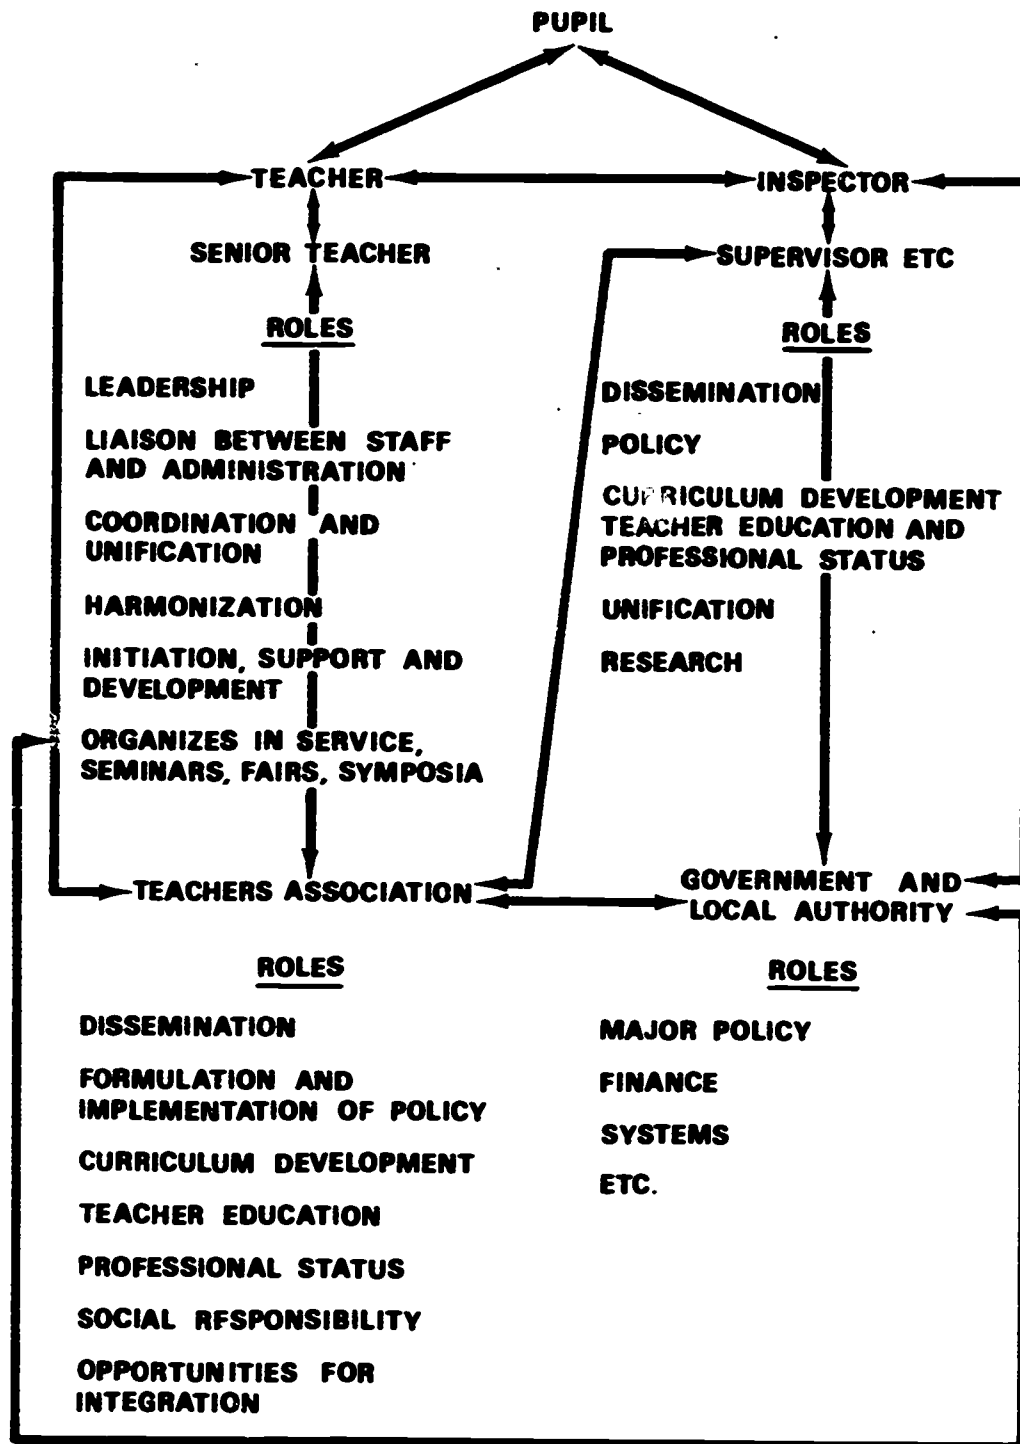 PUPIL
TEACHER
INSPECTOR
SENIOR TEACHER
SUPERVISOR ETC
ROLES
LEADERSHIP
LIAISON BETWEEN STAFF
AND ADMINISTRATION
COORDINATION AND
UNIFICATION
HARMONIZATION
INITIATION, SUPPORT AND
DEVELOPMENT
ORGANIZES IN SERVICE,
SEMINARS, FAIRS, SYMPOSIA
ROLES
DISSEMINATION
POLICY
CURRICULUM DEVELOPMENT
TEACHER EDUCATION AND
PROFESSIONAL STATUS
UNIFICATION
RESEARCH
TEACHERS ASSOCIATION
GOVERNMENT AND
LOCAL AUTHORITY
ROLES
DISSEMINATION
FORMULATION AND
IMPLEMENTATION OF POLICY
CURRICULUM DEVELOPMENT
TEACHER EDUCATION
PROFESSIONAL STATUS
SOCIAL RFSPONSIBILITY
OPPORTUNITIES FOR
INTEGRATION
ROLES
MAJOR POLICY
FINANCE
SYSTEMS
ETC.